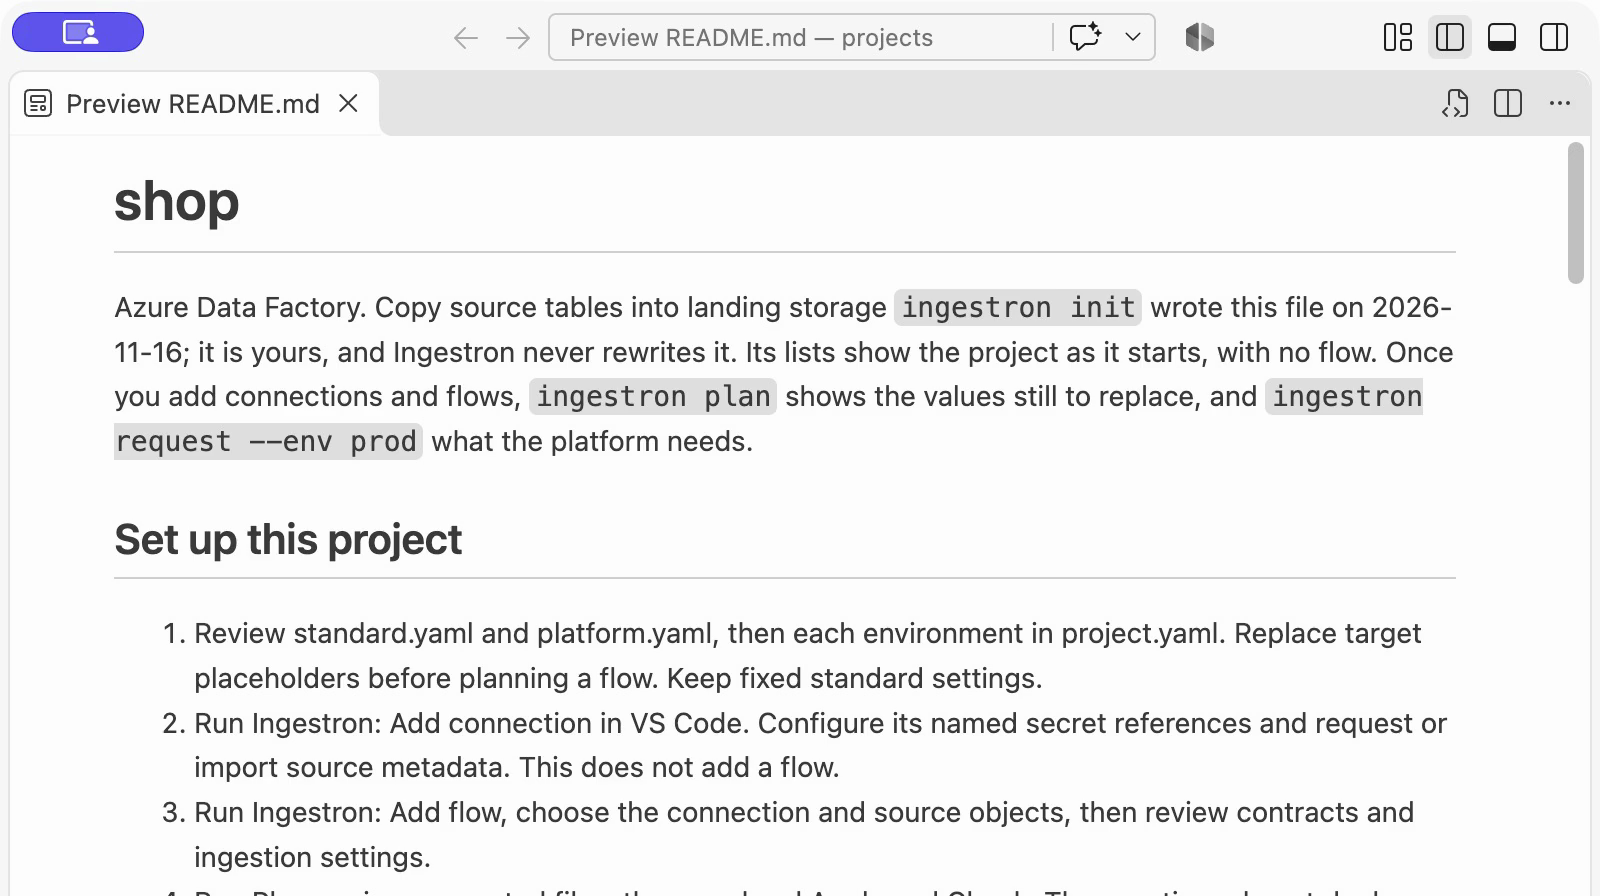 Preview README.md — projects
Preview README.md
shop
Azure Data Factory. Copy source tables into landing storage ingestron init wrote this file on 2026-
11-16; it is yours, and Ingestron never rewrites it. Its lists show the project as it starts, with no flow. Once
you add connections and flows, ingestron plan shows the values still to replace, and ingestron
request --env prod what the platform needs.
Set up this project
1. Review standard.yaml and platform.yaml, then each environment in project.yaml. Replace target
placeholders before planning a flow. Keep fixed standard settings.
2. Run Ingestron: Add connection in VS Code. Configure its named secret references and request or
import source metadata. This does not add a flow.
3. Run Ingestron: Add flow, choose the connection and source objects, then review contracts and
ingestion settings.